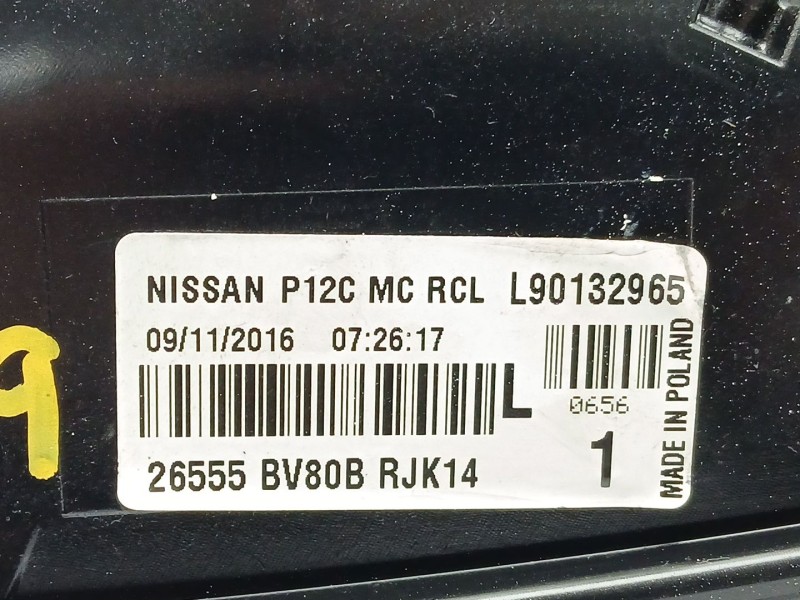 NISSAN P12C MC RCL L90132965
09/11/2016 07:26:17
L
0656
26555 BV80B RJK14
1
MADE IN POLAND
9